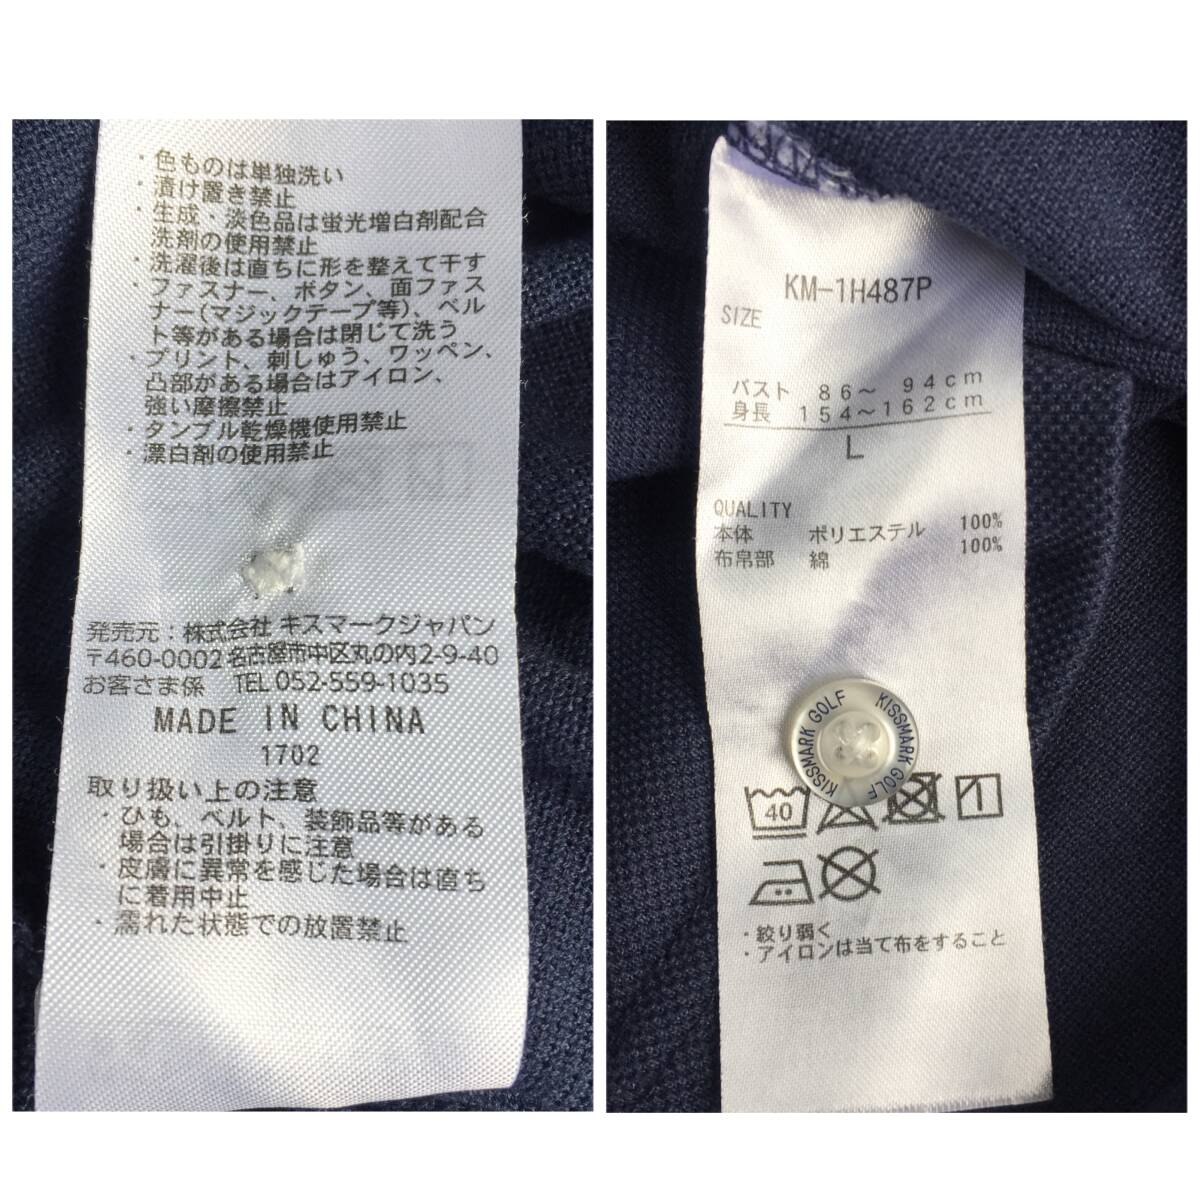 ・色ものは単独洗い
・漬け置き禁止
・生成・淡色品は蛍光増白剤配合
洗剤の使用禁止
・洗濯後は直ちに形を整えて干す
・ファスナー、ボタン、面ファス
ナー(マジックテープ等)、ベル
ト等がある場合は閉じて洗う
・プリント、刺しゅう、ワッペン、
凸部がある場合はアイロン、
強い摩擦禁止
・タンブル乾燥機使用禁止
・漂白剤の使用禁止
発売元：株式会社 キスマークジャパン
〒460-0002 名古屋市中区丸の内2-9-40
お客さま係 TEL 052-559-1035
MADE IN CHINA
1702
取り扱い上の注意
・ひも、ベルト、装飾品等がある
場合は引掛りに注意
・皮膚に異常を感じた場合は直ち
に着用中止
・濡れた状態での放置禁止
KM-1H487P
SIZE
バスト 86～ 94cm
身長 154～162cm
L
QUALITY
本体 ポリエステル 100%
布帛部 綿 100%
KISSMARK GOLF KISSMARK GOLF
40
・絞り弱く
・アイロンは当て布をすること